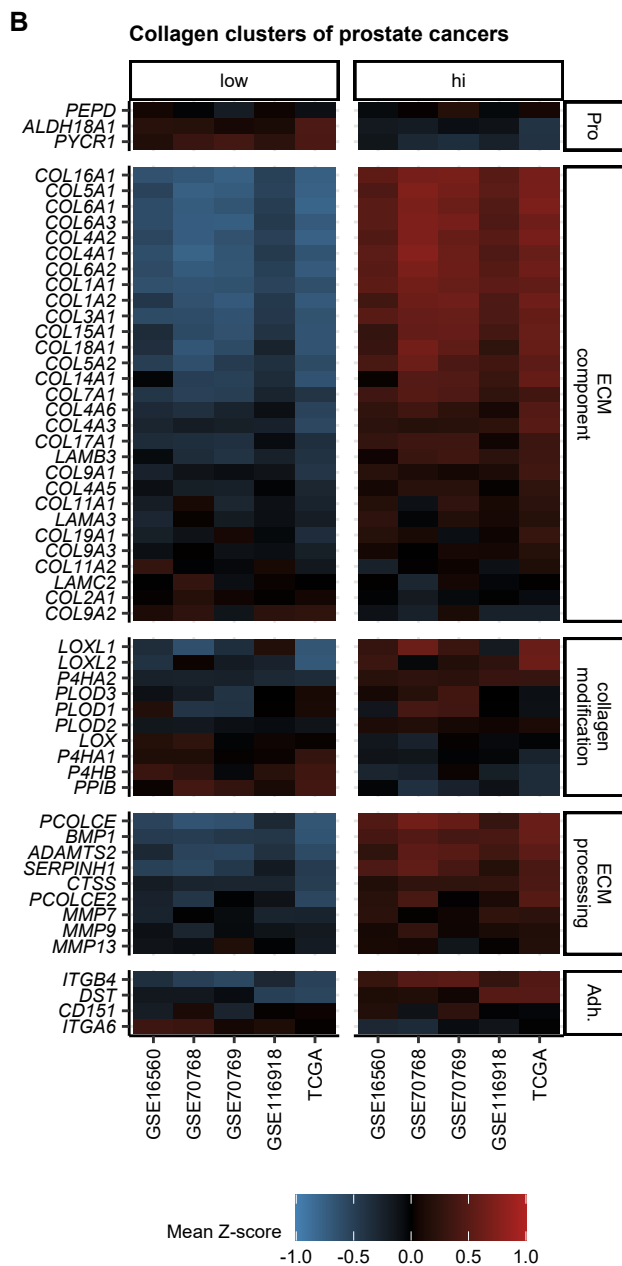 B
Collagen clusters of prostate cancers
low
hi
PEPD
ALDH18A1
PYCR1
Pro
COL16A1
COL5A1
COL6A1
COL6A3
COL4A2
COL4A1
COL6A2
COL1A1
COL1A2
COL3A1
COL15A1
COL18A1
COL5A2
COL14A1
COL7A1
COL4A6
COL4A3
COL17A1
LAMB3
COL9A1
COL4A5
COL11A1
LAMA3
COL19A1
COL9A3
COL11A2
LAMC2
COL2A1
COL9A2
ECM
component
LOXL1
LOXL2
P4HA2
PLOD3
PLOD1
PLOD2
LOX
P4HA1
P4HB
PPIB
collagen
modification
PCOLCE
BMP1
ADAMTS2
SERPINH1
CTSS
PCOLCE2
MMP7
MMP9
MMP13
ECM
processing
ITGB4
DST
CD151
ITGA6
Adh.
GSE16560
GSE70768
GSE70769
GSE116918
TCGA
GSE16560
GSE70768
GSE70769
GSE116918
TCGA
Mean Z-score
-1.0 -0.5 0.0 0.5 1.0